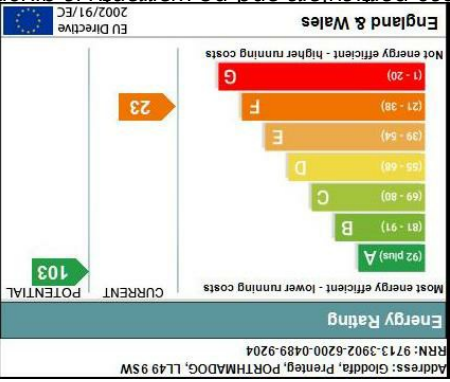 Address: Gloddfa, Prenteg, PORTHMADOG, LL49 9SW
RRN: 9713-3902-6200-0489-9204
Energy Rating
CURRENT POTENTIAL
Most energy efficient - lower running costs
(92 plus) A
103
(81 - 91) B
(69 - 80) C
(55 - 68) D
(39 - 54) E
(21 - 38) F
23
(1 - 20) G
Not energy efficient - higher running costs
England & Wales
EU Directive
2002/91/EC